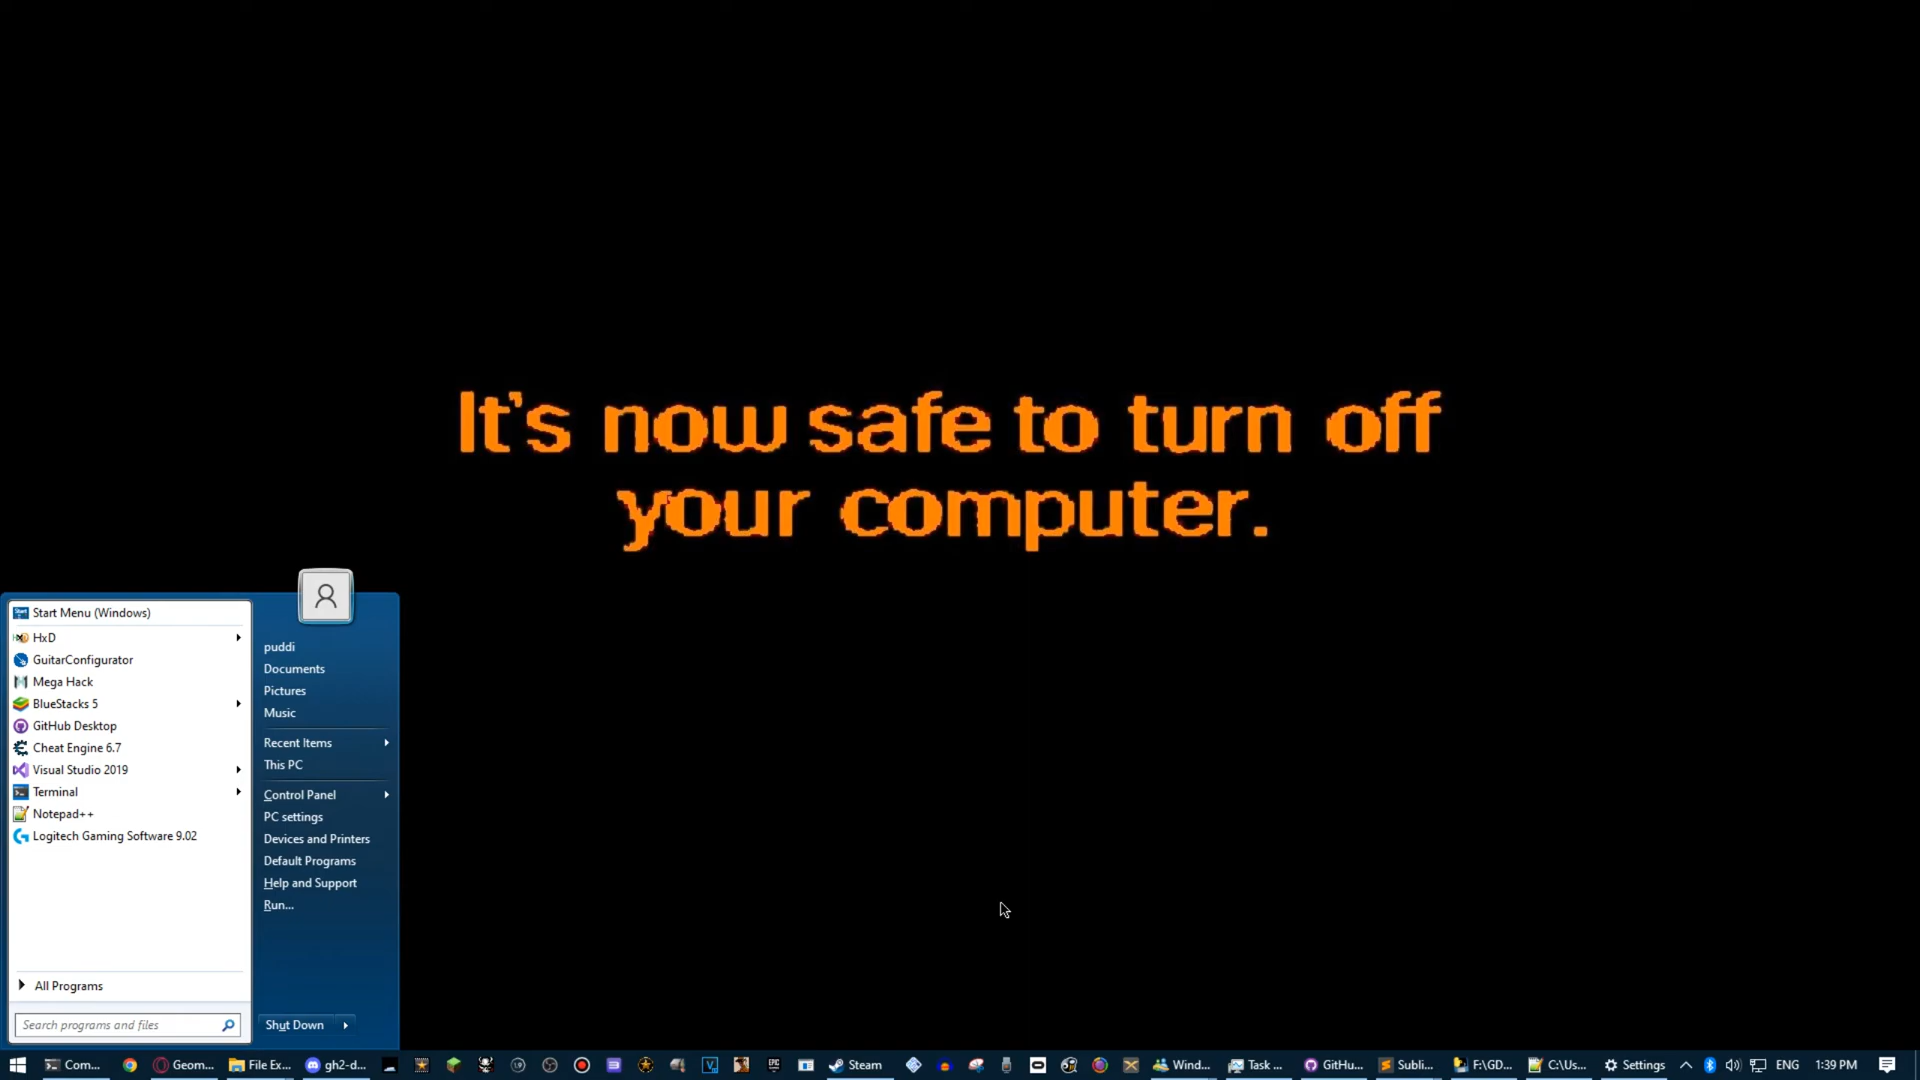 It's now safe to turn off
your computer.
Start Menu (Windows)
HxD
GuitarConfigurator
Mega Hack
BlueStacks 5
GitHub Desktop
Cheat Engine 6.7
Visual Studio 2019
Terminal
Notepad++
Logitech Gaming Software 9.02
All Programs
Search programs and files
puddi
Documents
Pictures
Music
Recent Items
This PC
Control Panel
PC settings
Devices and Printers
Default Programs
Help and Support
Run...
Shut Down
Com... Geom... File Ex... gh2-d... EPIC Steam Wind... Task ... GitHu... Subli... F:\GD... C:\Us... Settings ENG 1:39 PM